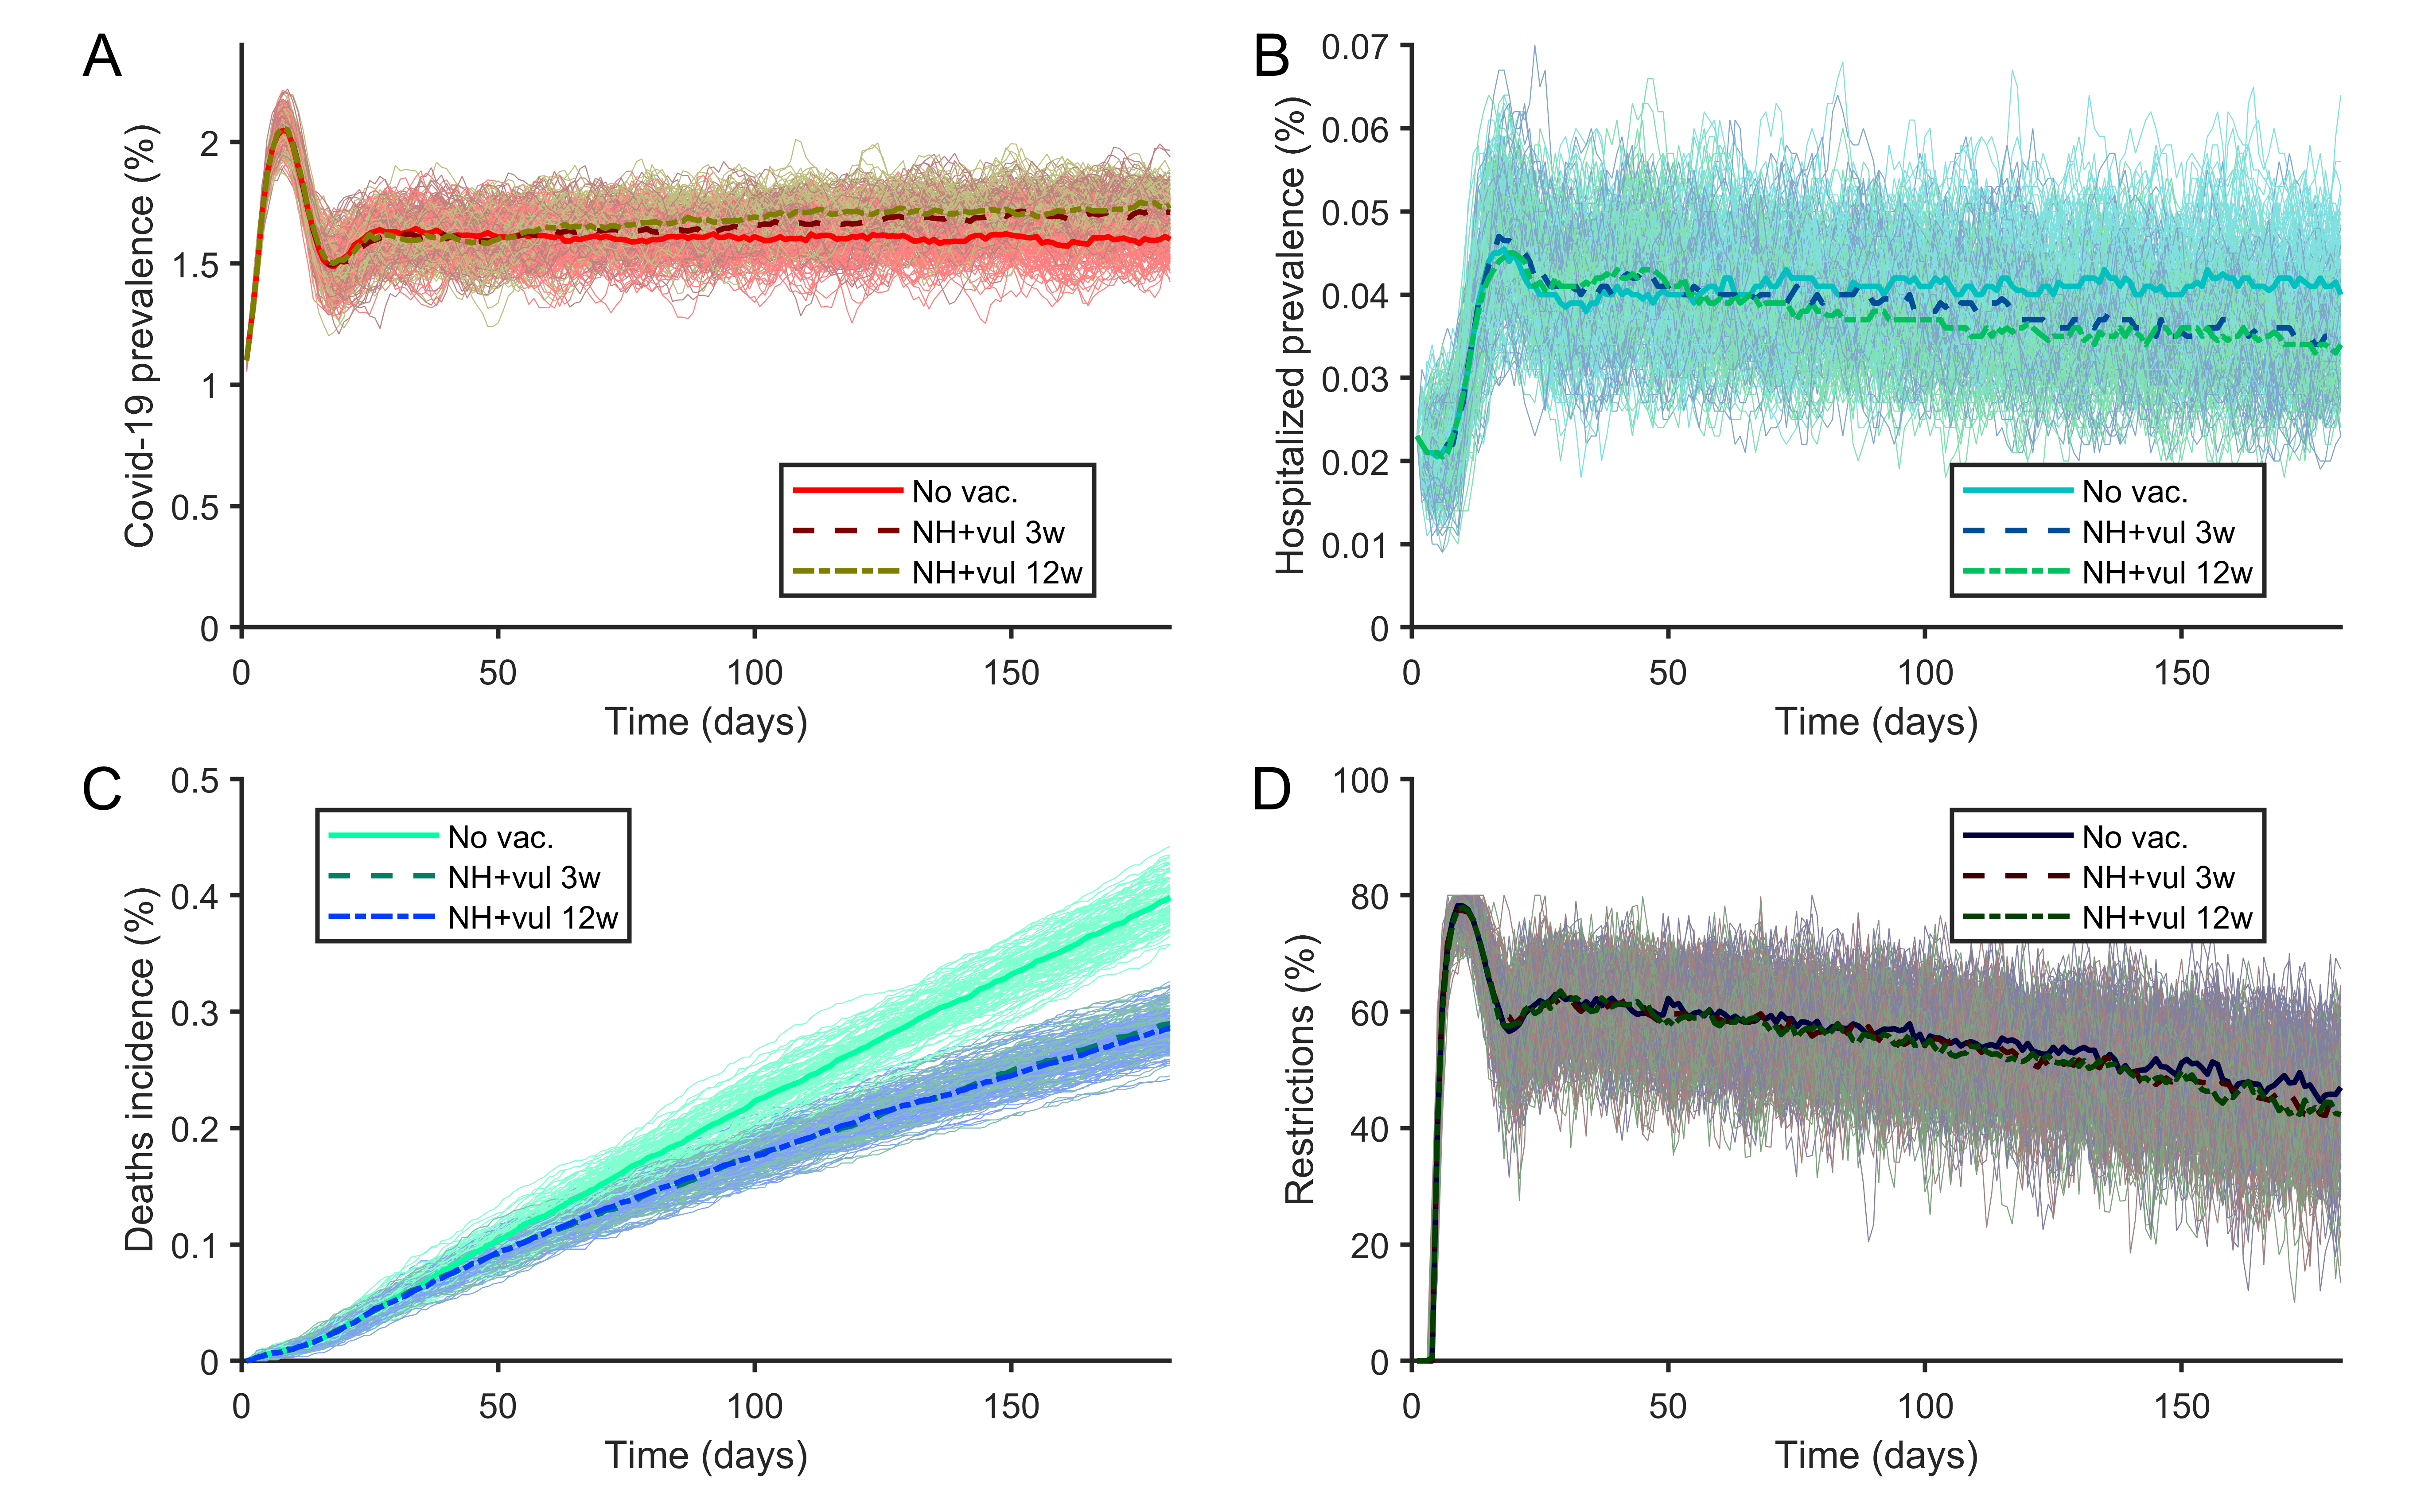 A
Covid-19 prevalence (%)
2
1.5
1
0.5
0
0
50
100
150
Time (days)
No vac.
NH+vul 3w
NH+vul 12w
B
Hospitalized prevalence (%)
0.07
0.06
0.05
0.04
0.03
0.02
0.01
0
0
50
100
150
Time (days)
No vac.
NH+vul 3w
NH+vul 12w
C
Deaths incidence (%)
0.5
0.4
0.3
0.2
0.1
0
0
50
100
150
Time (days)
No vac.
NH+vul 3w
NH+vul 12w
D
Restrictions (%)
100
80
60
40
20
0
0
50
100
150
Time (days)
No vac.
NH+vul 3w
NH+vul 12w